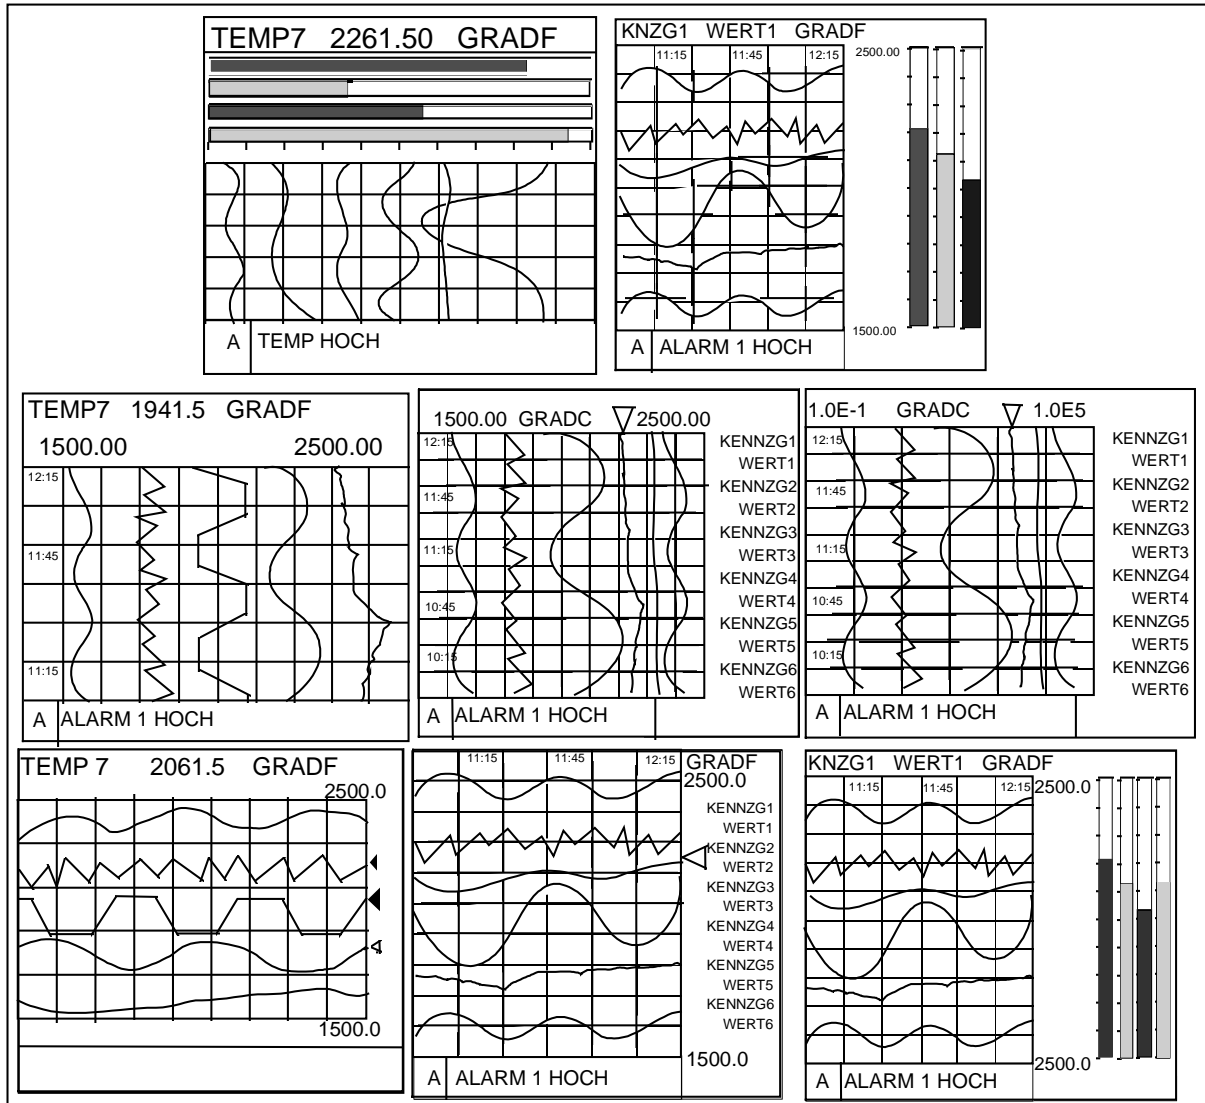 TEMP7 2261.50 GRADF
A TEMP HOCH
KNZG1 WERT1 GRADF
11:15 11:45 12:15
2500.00
1500.00
A ALARM 1 HOCH
TEMP7 1941.5 GRADF
1500.00 2500.00
12:15
11:45
11:15
A ALARM 1 HOCH
1500.00 GRADC 2500.00
12:15
11:45
11:15
10:45
10:15
KENNZG1
WERT1
KENNZG2
WERT2
KENNZG3
WERT3
KENNZG4
WERT4
KENNZG5
WERT5
KENNZG6
WERT6
A ALARM 1 HOCH
1.0E-1 GRADC 1.0E5
12:15
11:45
11:15
10:45
10:15
KENNZG1
WERT1
KENNZG2
WERT2
KENNZG3
WERT3
KENNZG4
WERT4
KENNZG5
WERT5
KENNZG6
WERT6
A ALARM 1 HOCH
TEMP 7 2061.5 GRADF
2500.0
1500.0
11:15 11:45 12:15
GRADF
2500.0
KENNZG1
WERT1
KENNZG2
WERT2
KENNZG3
WERT3
KENNZG4
WERT4
KENNZG5
WERT5
KENNZG6
WERT6
1500.0
A ALARM 1 HOCH
KNZG1 WERT1 GRADF
11:15 11:45 12:15
2500.0
2500.0
A ALARM 1 HOCH